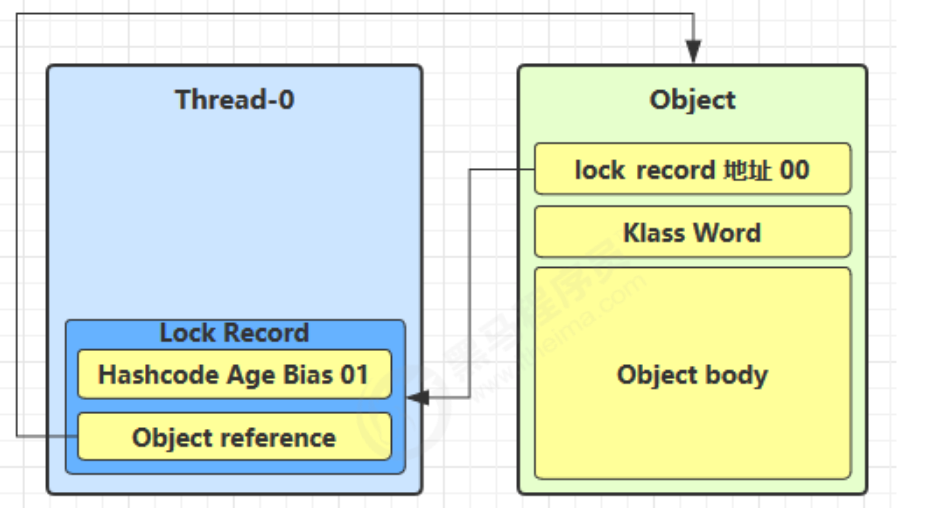 Thread-0
Lock Record
Hashcode Age Bias 01
Object reference
Object
lock record 地址 00
Klass Word
Object body
黑马程序员
www.itheima.com